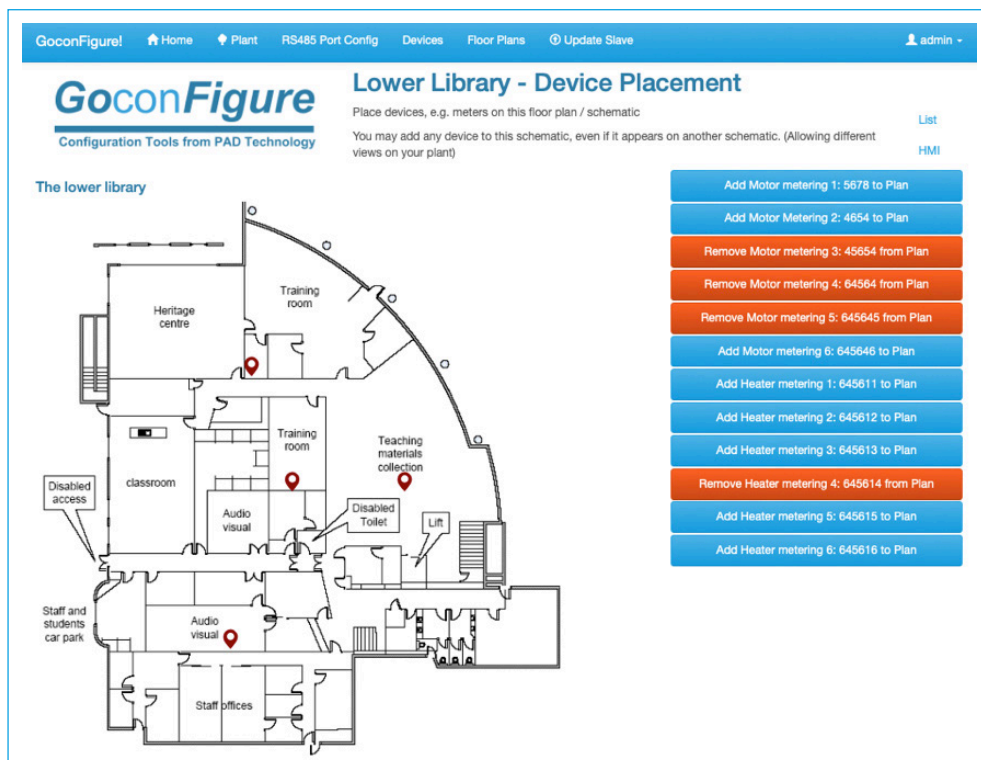 GoconFigure!
Home
Plant
RS485 Port Config
Devices
Floor Plans
Update Slave
admin
GoconFigure
Configuration Tools from PAD Technology
Lower Library - Device Placement
Place devices, e.g. meters on this floor plan / schematic
You may add any device to this schematic, even if it appears on another schematic. (Allowing different
views on your plant)
List
HMI
The lower library
Add Motor metering 1: 5678 to Plan
Add Motor Metering 2: 4654 to Plan
Remove Motor metering 3: 45654 from Plan
Remove Motor metering 4: 64564 from Plan
Remove Motor metering 5: 645645 from Plan
Add Motor metering 6: 645646 to Plan
Add Heater metering 1: 645611 to Plan
Add Heater metering 2: 645612 to Plan
Add Heater metering 3: 645613 to Plan
Remove Heater metering 4: 645614 from Plan
Add Heater metering 5: 645615 to Plan
Add Heater metering 6: 645616 to Plan
Training
room
Heritage
centre
Training
room
Teaching
materials
collection
Disabled
access
classroom
Audio
visual
Disabled
Toilet
Lift
Staff and
students
car park
Audio
visual
Staff offices